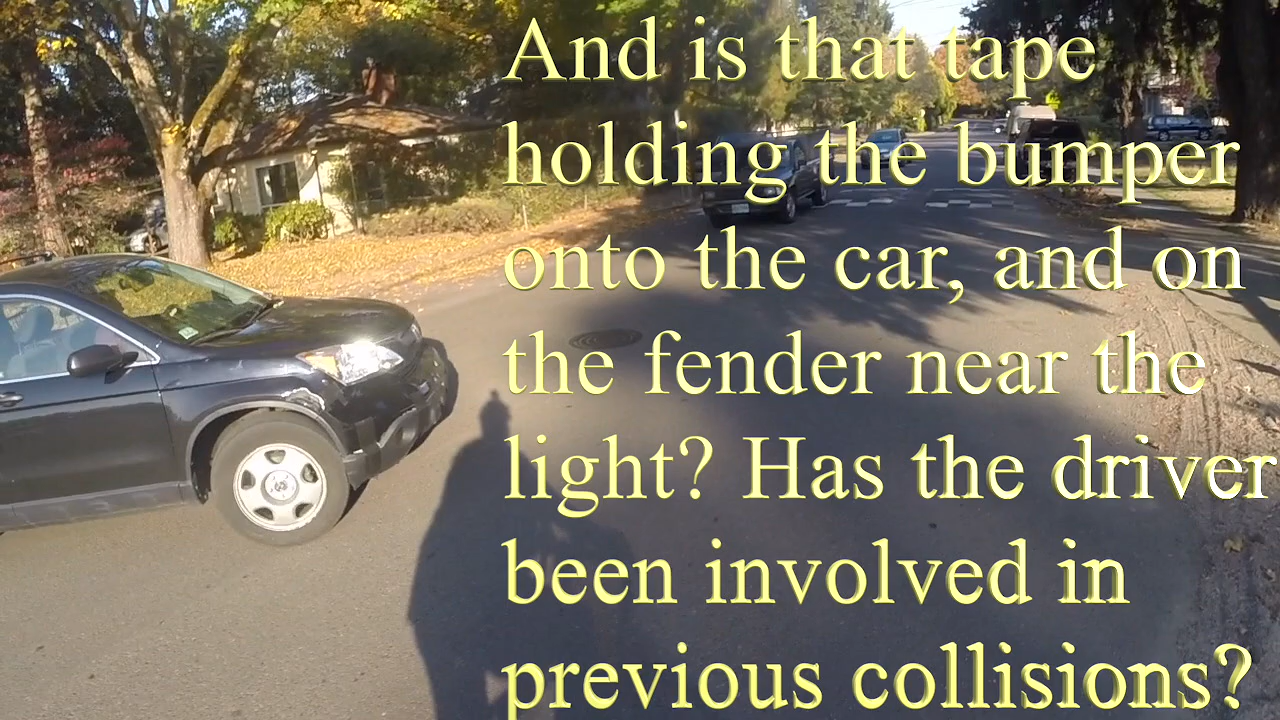 And is that tape
holding the bumper
onto the car, and on
the fender near the
light? Has the driver
been involved in
previous collisions?